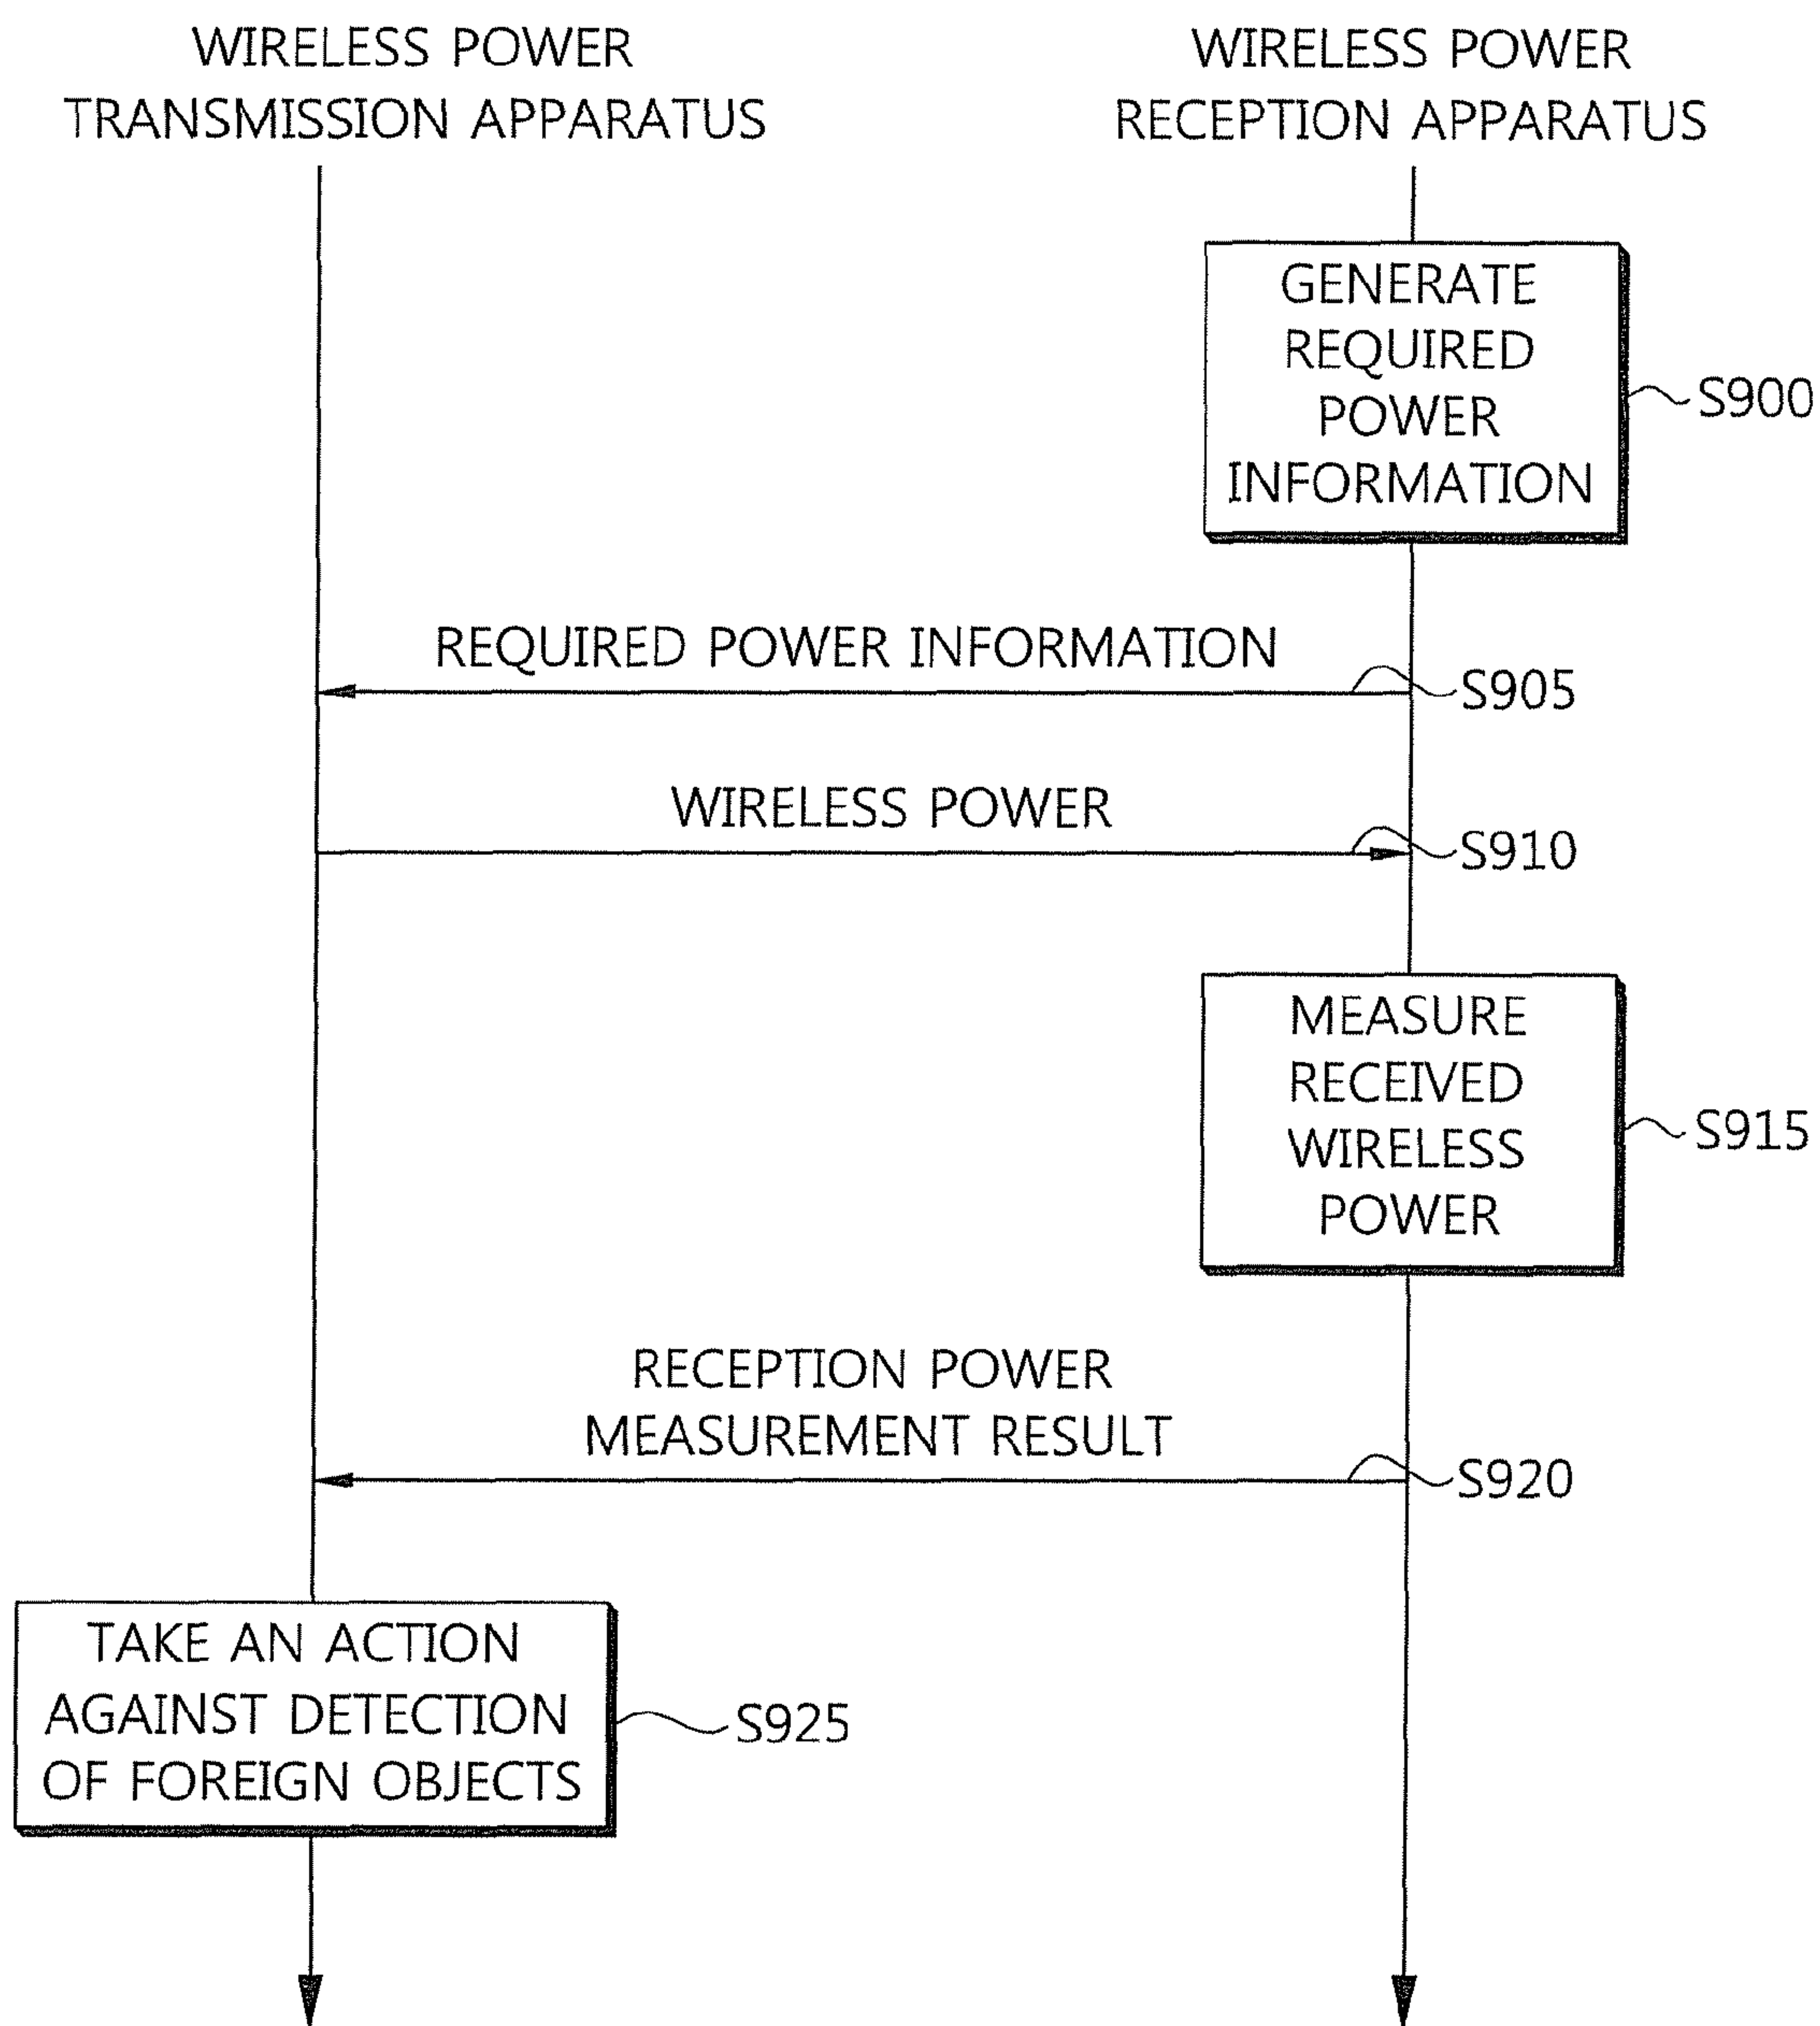 WIRELESS POWER
TRANSMISSION APPARATUS
WIRELESS POWER
RECEPTION APPARATUS
GENERATE
REQUIRED
POWER
INFORMATION
S900
REQUIRED POWER INFORMATION
S905
WIRELESS POWER
S910
MEASURE
RECEIVED
WIRELESS
POWER
S915
RECEPTION POWER
MEASUREMENT RESULT
S920
TAKE AN ACTION
AGAINST DETECTION
OF FOREIGN OBJECTS
S925